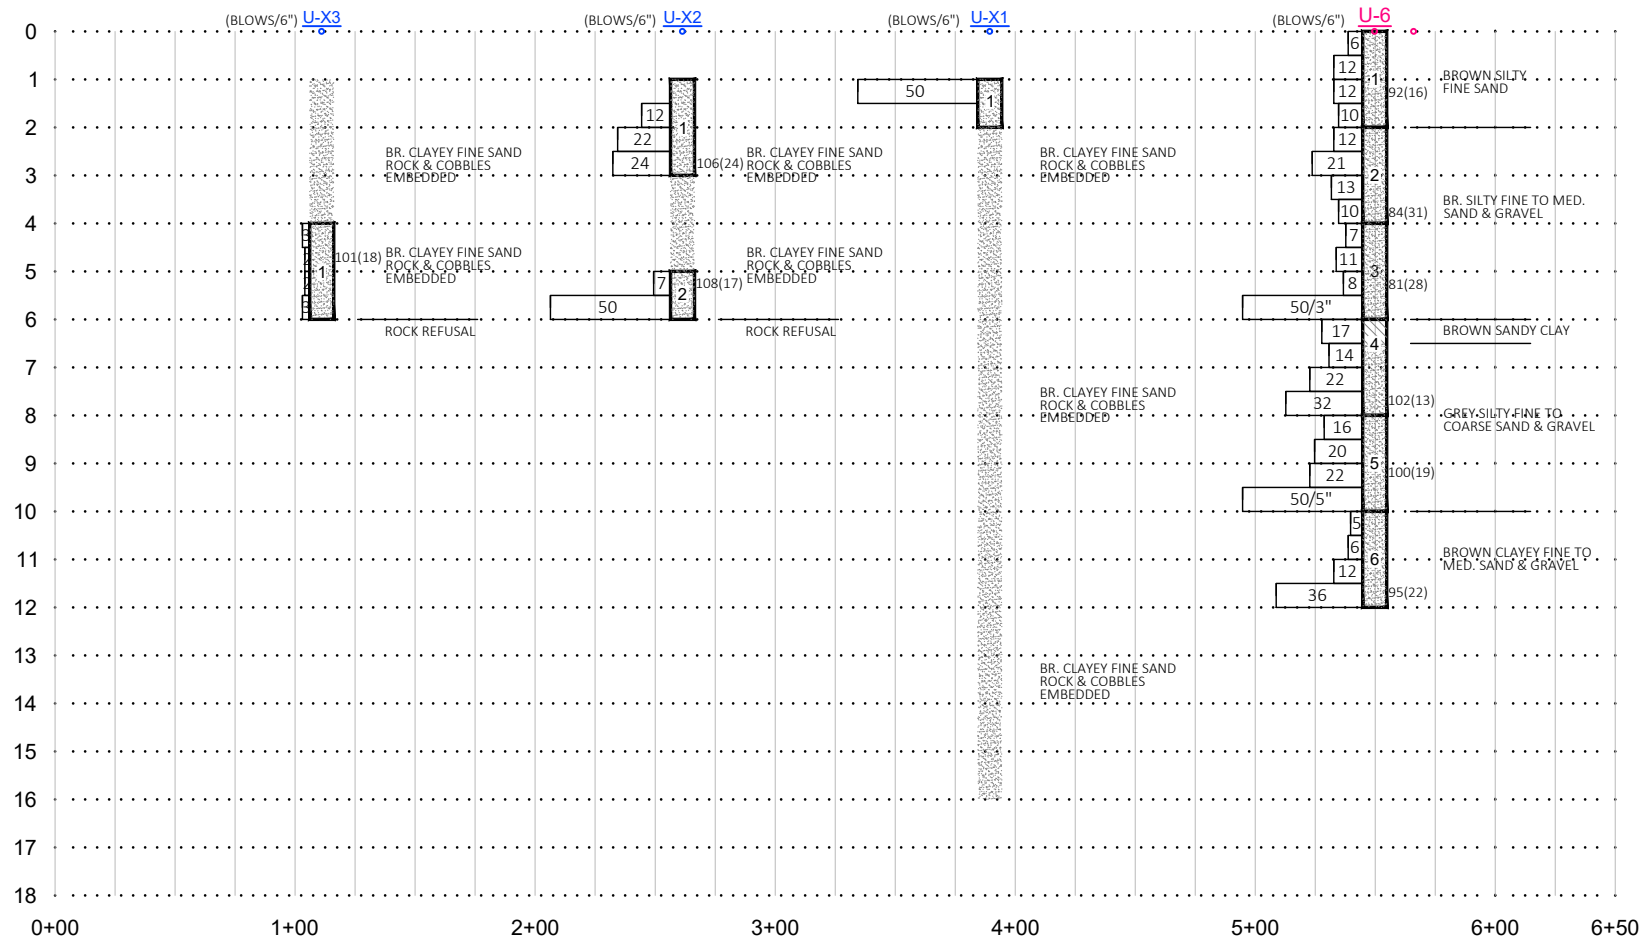 (BLOWS/6") U-X3 (BLOWS/6") U-X2 (BLOWS/6") U-X1 (BLOWS/6") U-6
0
6
12
1
50
1
1
BROWN SILTY
FINE SAND
12
92(16)
12
10
1
2
22
12
24
106(24)
BR. CLAYEY FINE SAND
ROCK & COBBLES
EMBEDDED
BR. CLAYEY FINE SAND
ROCK & COBBLES
EMBEDDED
BR. CLAYEY FINE SAND
ROCK & COBBLES
EMBEDDED
21
3
2
13
10
84(31)
BR. SILTY FINE TO MED.
SAND & GRAVEL
4
3
7
101(18)
BR. CLAYEY FINE SAND
ROCK & COBBLES
EMBEDDED
BR. CLAYEY FINE SAND
ROCK & COBBLES
EMBEDDED
2
11
5
1
3
2
7
2
108(17)
8
81(28)
3
50
50/3"
6
ROCK REFUSAL
ROCK REFUSAL
17
BROWN SANDY CLAY
4
14
7
22
BR. CLAYEY FINE SAND
ROCK & COBBLES
EMBEDDED
32
102(13)
8
GREY SILTY FINE TO
COARSE SAND & GRAVEL
16
20
9
5
22
100(19)
50/5"
10
5
6
11
6
BROWN CLAYEY FINE TO
MED. SAND & GRAVEL
12
36
95(22)
12
13
BR. CLAYEY FINE SAND
ROCK & COBBLES
EMBEDDED
14
15
16
17
18
0+00 1+00 2+00 3+00 4+00 5+00 6+00 6+50